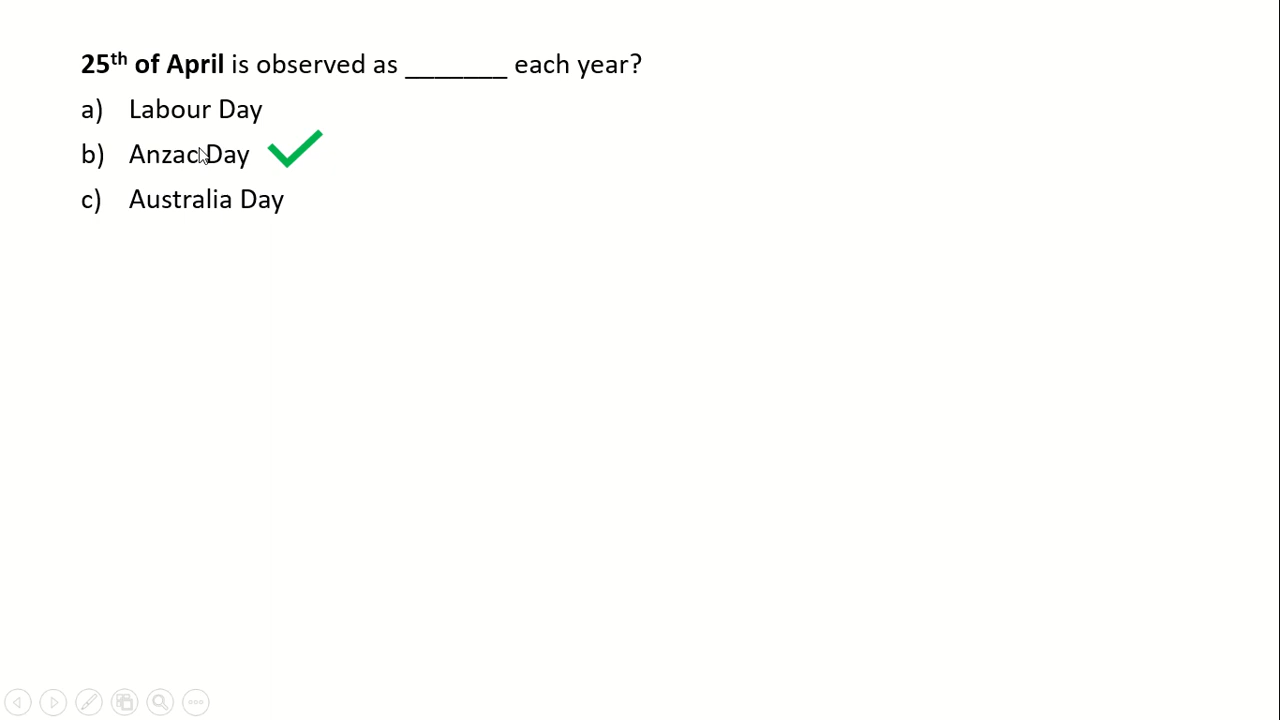 25th of April is observed as _______ each year?
a) Labour Day
b) Anzac Day
c) Australia Day